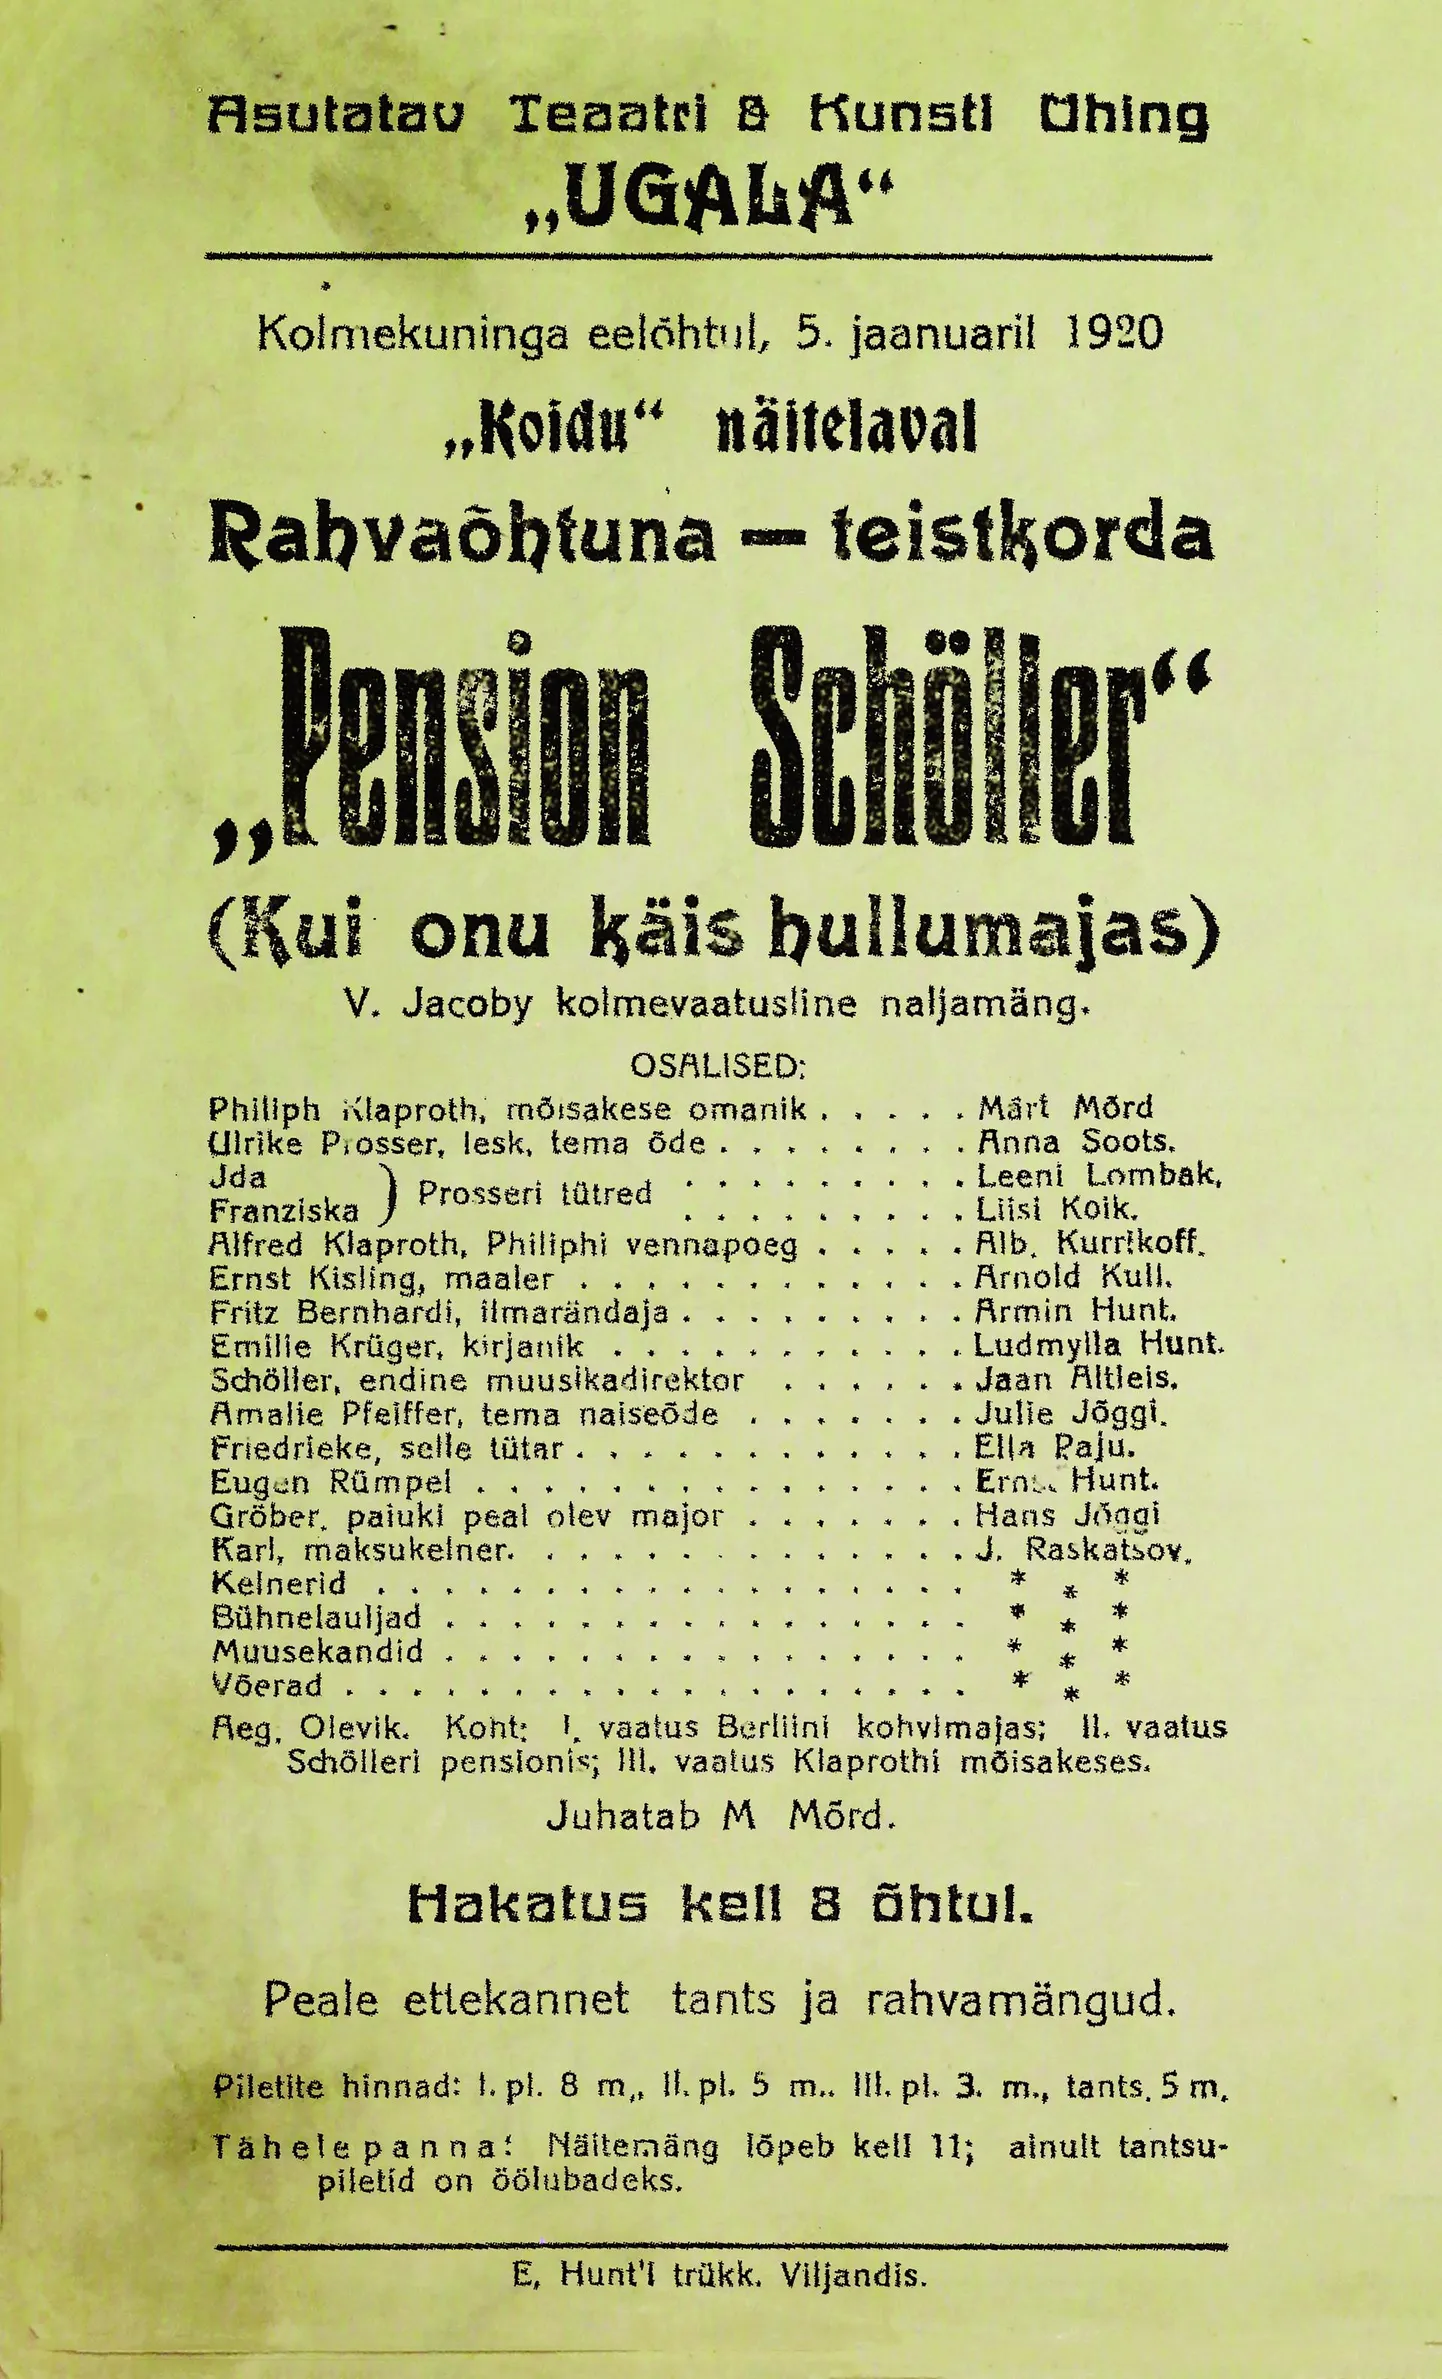 Asutatav Teaatri & Kunsti Ühing
„UGALA“
Kolmekuninga eelõhtul, 5. jaanuaril 1920
„Koidu“ näitelaval
Rahvaõhtuna — teistkorda
„Pension Schöller“
(Kui onu käis hullumajas)
V. Jacoby kolmevaatusline naljamäng.
OSALISED:
Philiph Klaproth, mõisakese omanik . . . . . Märt Mõrd
Ulrike Prosser, lesk, tema õde . . . . . . . . Anna Soots.
Jda } Prosseri tütred . . . . . . . . . Leeni Lombak,
Franziska . . . . . . . . . Liisi Koik.
Alfred Klaproth, Philiphi vennapoeg . . . . . Alb. Kurrikoff.
Ernst Kisling, maaler . . . . . . . . . . . . Arnold Kull.
Fritz Bernhardi, ilmarändaja . . . . . . . . . Armin Hunt.
Emilie Krüger, kirjanik . . . . . . . . . . . Ludmylla Hunt.
Schöller, endine muusikadirektor . . . . . . Jaan Altleis.
Amalie Pfeiffer, tema naiseõde . . . . . . . Julie Jõggi.
Friedrieke, selle tütar . . . . . . . . . . . . Ella Paju.
Eugen Rümpel . . . . . . . . . . . . . . . Hunt.
Gröber, paiuki peal olev major . . . . . . . Hans Jõggi
Karl, maksukelner. . . . . . . . . . . . . . J. Raskatsov.
Kelnerid . . . . . . . . . . . . . . . . . . * * *
Bühnelauljad . . . . . . . . . . . . . . . . * * *
Muusekandid . . . . . . . . . . . . . . . . * * *
Võerad . . . . . . . . . . . . . . . . . . . * * *
Aeg, Olevik. Koht: I. vaatus Berliini kohvimajas; II. vaatus
Schölleri pensionis; III. vaatus Klaprothi mõisakeses.
Juhatab M Mõrd.
Hakatus kell 8 õhtul.
Peale ettekannet tants ja rahvamängud.
Piletite hinnad: I. pl. 8 m,, II. pl. 5 m.. III. pl. 3. m., tants. 5 m.
Tähelepanna! Näitemäng lõpeb kell 11; ainult tantsu-
piletid on öölubadeks.
E, Hunt'i trükk. Viljandis.